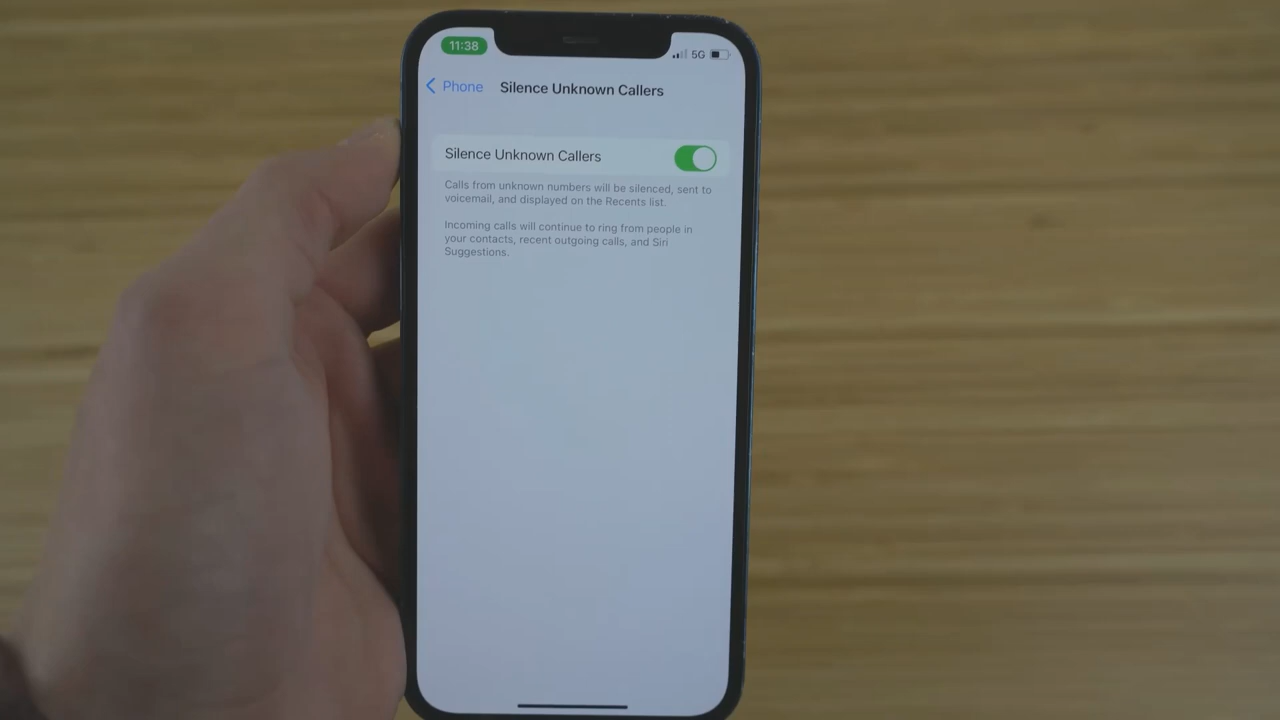 11:38
5G
Phone
Silence Unknown Callers
Silence Unknown Callers
Calls from unknown numbers will be silenced, sent to
voicemail, and displayed on the Recents list.
Incoming calls will continue to ring from people in
your contacts, recent outgoing calls, and Siri
Suggestions.